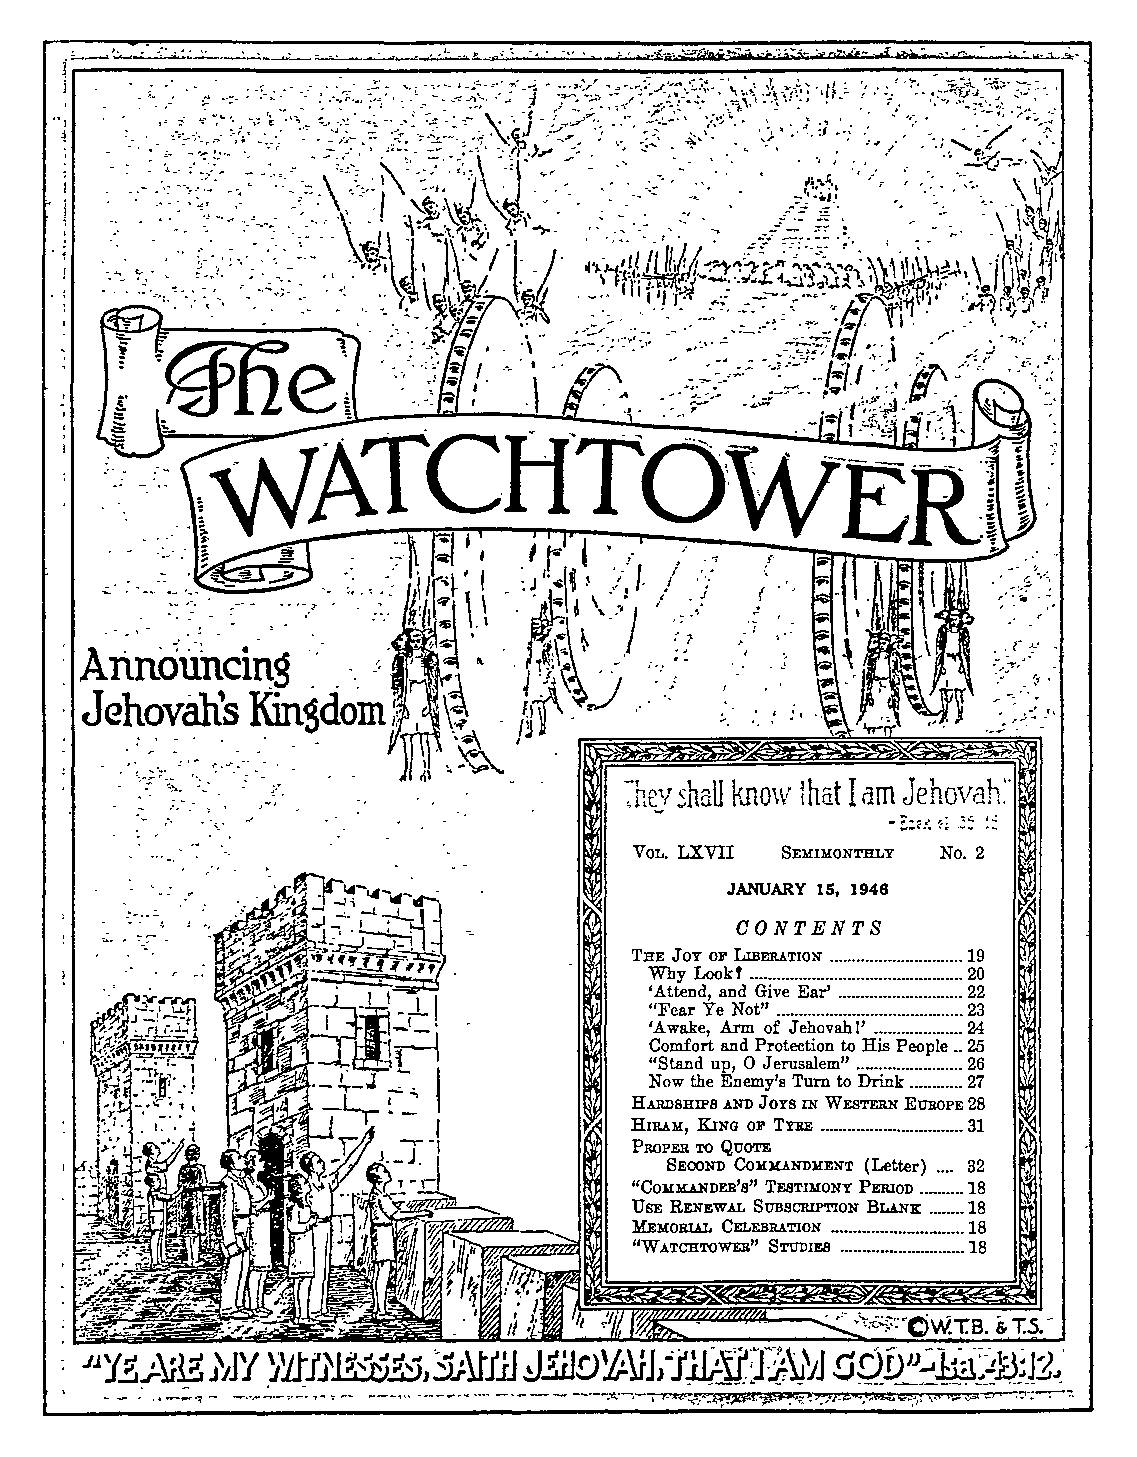 The
WATCHTOWER
Announcing
Jehovah's Kingdom
They shall know that I am Jehovah."
VOL. LXVII SEMIMONTHLY NO. 2
JANUARY 15, 1946
CONTENTS
THE JOY OF LIBERATION ............................ 19
Why Look? ............................................ 20
'Attend, and Give Ear' .......................... 22
"Fear Ye Not" ....................................... 23
'Awake, Arm of Jehovah!' .................. 24
Comfort and Protection to His People .. 25
"Stand up, O Jerusalem" ...................... 26
Now the Enemy's Turn to Drink ........... 27
HARDSHIPS AND JOYS IN WESTERN EUROPE 28
HIRAM, KING OF TYRE ............................. 31
PROPER TO QUOTE
SECOND COMMANDMENT (Letter) .... 32
"COMMANDER'S" TESTIMONY PERIOD ......... 18
USE RENEWAL SUBSCRIPTION BLANK ....... 18
MEMORIAL CELEBRATION ........................... 18
"WATCHTOWER" STUDIES ......................... 18
©W.T.B. & T.S.
"YE ARE MY WITNESSES, SAITH JEHOVAH, THAT I AM GOD"-Isa. 43:12.